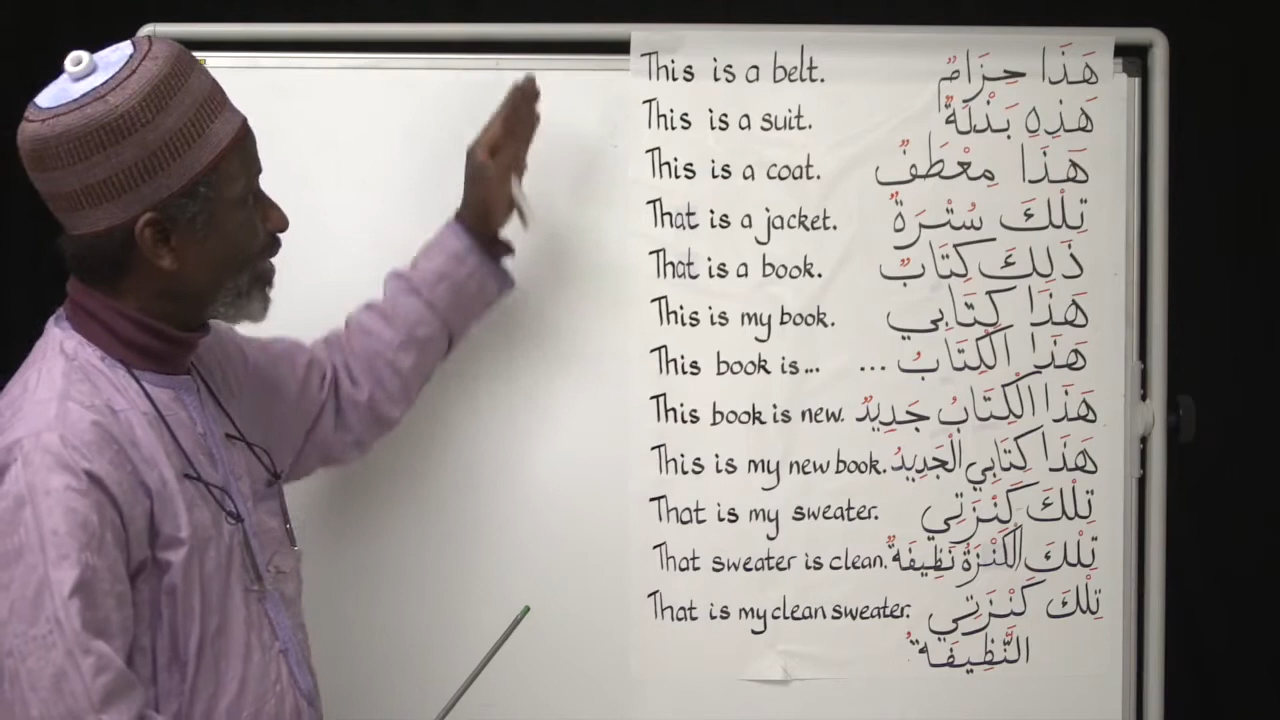 This is a belt. هَذَا حِزَامٌ
This is a suit. هَذِهِ بَذْلَةٌ
This is a coat. هَذَا مِعْطَفٌ
That is a jacket. تِلْكَ سُتْرَةٌ
That is a book. ذَلِكَ كِتَابٌ
This is my book. هَذَا كِتَابِي
This book is... هَذَا الْكِتَابُ ...
This book is new. هَذَا الْكِتَابُ جَدِيدٌ
This is my new book. هَذَا كِتَابِي الْجَدِيدُ
That is my sweater. تِلْكَ كَنْزَتِي
That sweater is clean. تِلْكَ الْكَنْزَةُ نَظِيفَةٌ
That is my clean sweater. تِلْكَ كَنْزَتِي
النَّظِيفَةُ